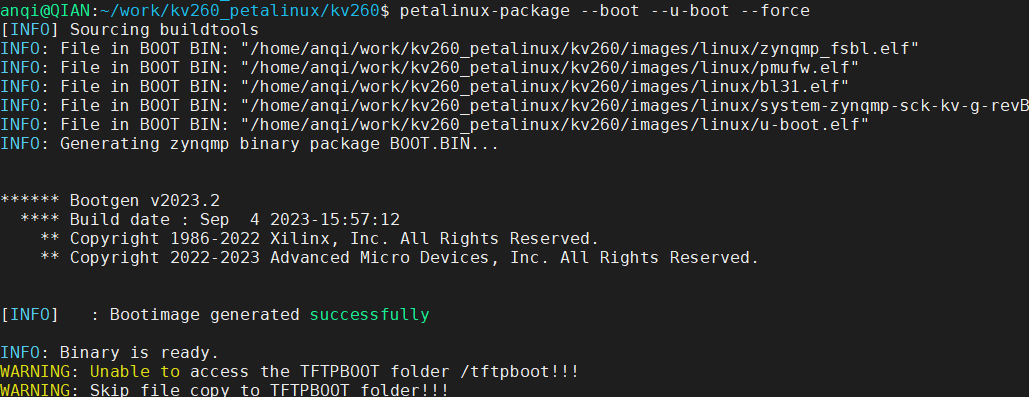 anqi@QIAN:~/work/kv260_petalinux/kv260$ petalinux-package --boot --u-boot --force
[INFO] Sourcing buildtools
INFO: File in BOOT BIN: "/home/anqi/work/kv260_petalinux/kv260/images/linux/zynqmp_fsbl.elf"
INFO: File in BOOT BIN: "/home/anqi/work/kv260_petalinux/kv260/images/linux/pmufw.elf"
INFO: File in BOOT BIN: "/home/anqi/work/kv260_petalinux/kv260/images/linux/bl31.elf"
INFO: File in BOOT BIN: "/home/anqi/work/kv260_petalinux/kv260/images/linux/system-zynqmp-sck-kv-g-revB
INFO: File in BOOT BIN: "/home/anqi/work/kv260_petalinux/kv260/images/linux/u-boot.elf"
INFO: Generating zynqmp binary package BOOT.BIN...
****** Bootgen v2023.2
**** Build date : Sep  4 2023-15:57:12
** Copyright 1986-2022 Xilinx, Inc. All Rights Reserved.
** Copyright 2022-2023 Advanced Micro Devices, Inc. All Rights Reserved.
[INFO]   : Bootimage generated successfully
INFO: Binary is ready.
WARNING: Unable to access the TFTPBOOT folder /tftpboot!!!
WARNING: Skip file copy to TFTPBOOT folder!!!